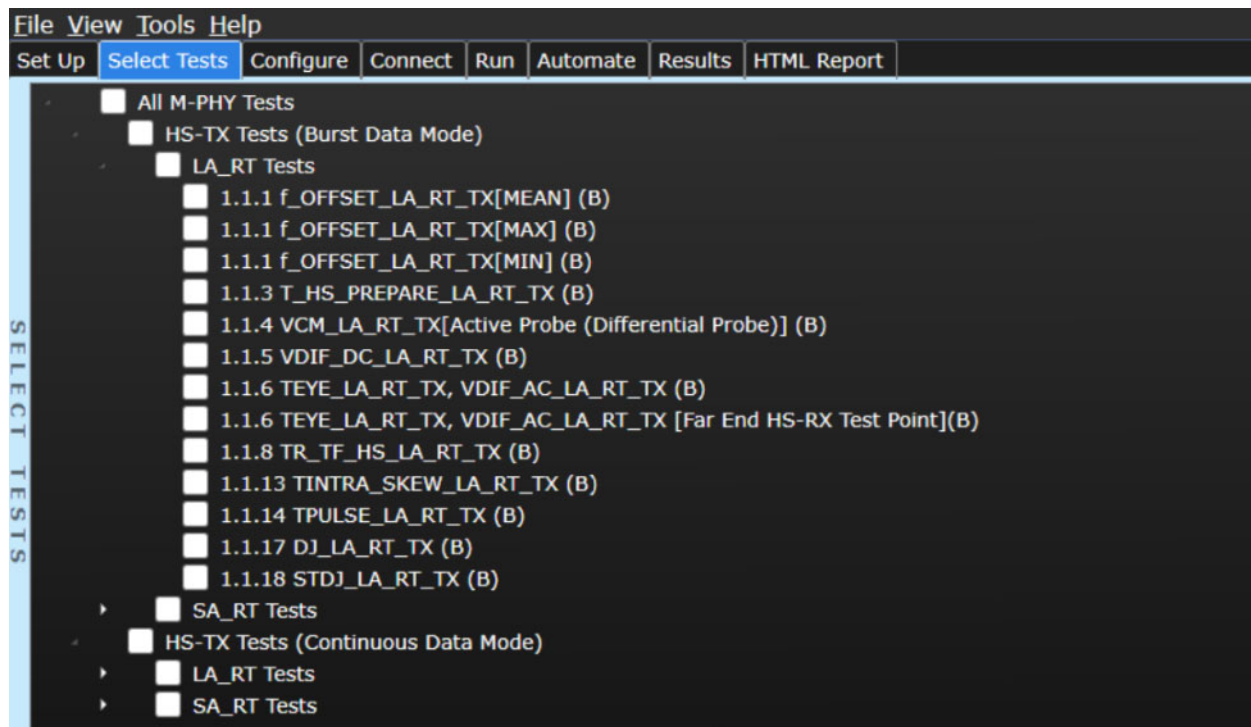 File View Tools Help
Set Up Select Tests Configure Connect Run Automate Results HTML Report
SELECT TESTS
All M-PHY Tests
HS-TX Tests (Burst Data Mode)
LA_RT Tests
1.1.1 f_OFFSET_LA_RT_TX[MEAN] (B)
1.1.1 f_OFFSET_LA_RT_TX[MAX] (B)
1.1.1 f_OFFSET_LA_RT_TX[MIN] (B)
1.1.3 T_HS_PREPARE_LA_RT_TX (B)
1.1.4 VCM_LA_RT_TX[Active Probe (Differential Probe)] (B)
1.1.5 VDIF_DC_LA_RT_TX (B)
1.1.6 TEYE_LA_RT_TX, VDIF_AC_LA_RT_TX (B)
1.1.6 TEYE_LA_RT_TX, VDIF_AC_LA_RT_TX [Far End HS-RX Test Point](B)
1.1.8 TR_TF_HS_LA_RT_TX (B)
1.1.13 TINTRA_SKEW_LA_RT_TX (B)
1.1.14 TPULSE_LA_RT_TX (B)
1.1.17 DJ_LA_RT_TX (B)
1.1.18 STDJ_LA_RT_TX (B)
SA_RT Tests
HS-TX Tests (Continuous Data Mode)
LA_RT Tests
SA_RT Tests